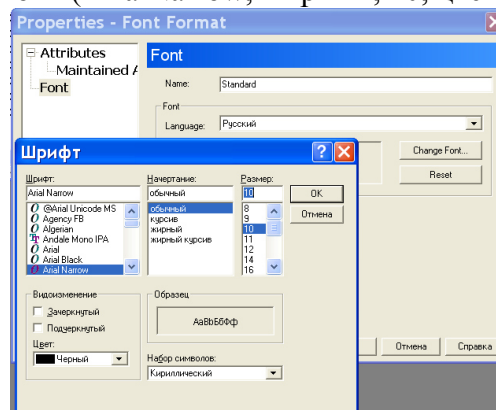 Properties - Font Format
Attributes
Maintained A
Font
Font
Name: Standard
Font
Language: Русский
Change Font...
Reset
Шрифт
Шрифт:
Arial Narrow
@Arial Unicode MS
Agency FB
Algerian
Andale Mono IPA
Arial
Arial Black
Arial Narrow
Начертание:
обычный
обычный
курсив
жирный
жирный курсив
Размер:
10
8
9
10
11
12
14
16
OK
Отмена
Видоизменение
Зачеркнутый
Подчеркнутый
Цвет:
Черный
Образец
АаВbБбФф
Набор символов:
Кириллический
Отмена
Справка